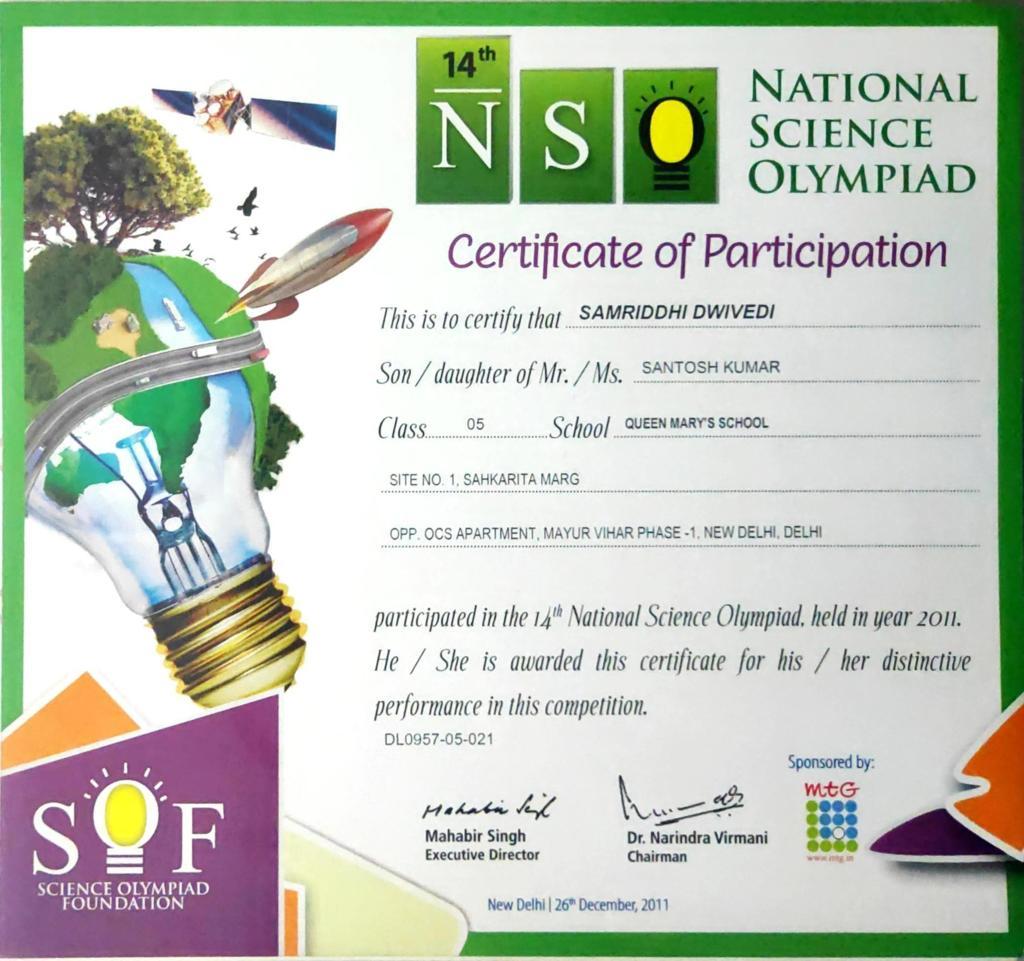 14th
N S O
NATIONAL
SCIENCE
OLYMPIAD
Certificate of Participation
This is to certify that SAMRIDDHI DWIVEDI
Son / daughter of Mr. / Ms. SANTOSH KUMAR
Class 05 School QUEEN MARY'S SCHOOL
SITE NO. 1, SAHKARITA MARG
OPP. OCS APARTMENT, MAYUR VIHAR PHASE -1, NEW DELHI, DELHI
participated in the 14th National Science Olympiad, held in year 2011.
He / She is awarded this certificate for his / her distinctive
performance in this competition.
DL0957-05-021
Sponsored by:
mtG
www.mtg.in
Mahabir Singh
Mahabir Singh
Executive Director
Dr. Narindra Virmani
Chairman
SOF
SCIENCE OLYMPIAD
FOUNDATION
New Delhi | 26th December, 2011